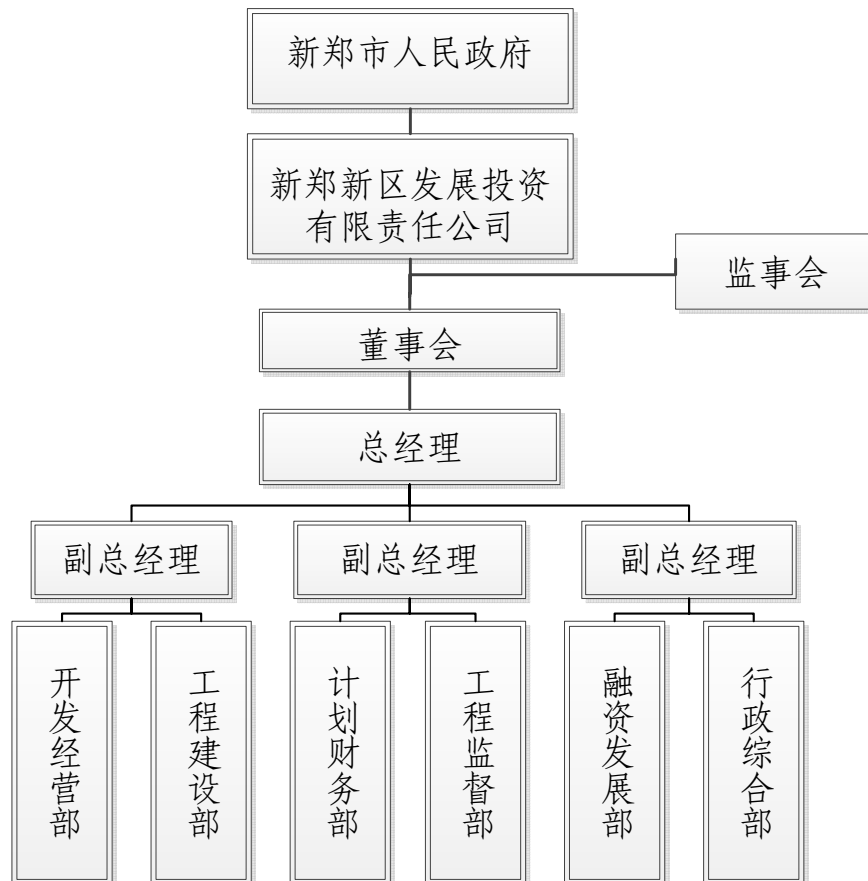 新郑市人民政府
新郑新区发展投资
有限责任公司
监事会
董事会
总经理
副总经理
副总经理
副总经理
开发经营部
工程建设部
计划财务部
工程监督部
融资发展部
行政综合部